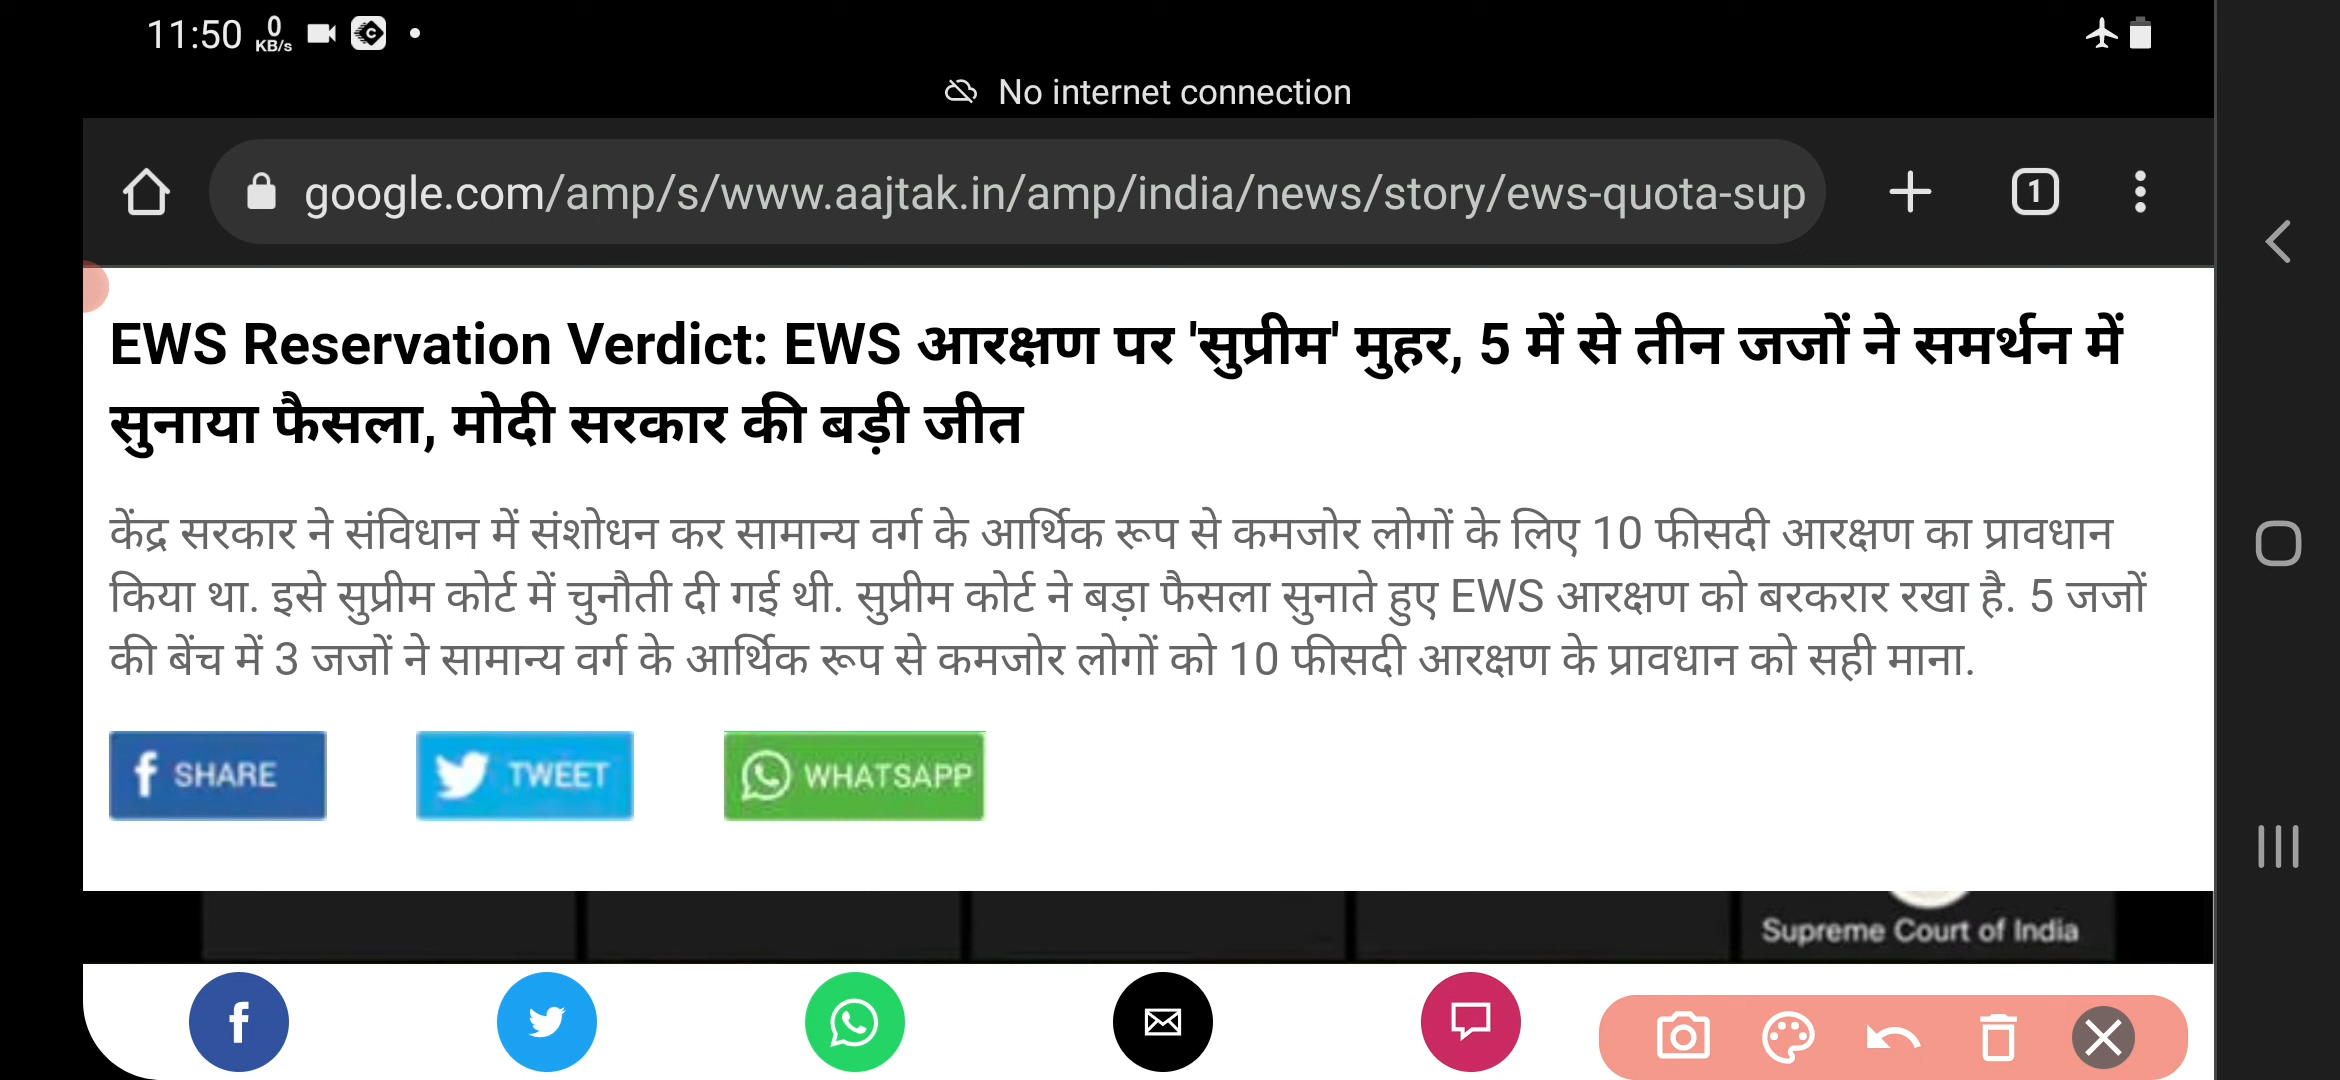 11:50 0 KB/s
No internet connection
google.com/amp/s/www.aajtak.in/amp/india/news/story/ews-quota-sup
1
EWS Reservation Verdict: EWS आरक्षण पर 'सुप्रीम' मुहर, 5 में से तीन जजों ने समर्थन में
सुनाया फैसला, मोदी सरकार की बड़ी जीत
केंद्र सरकार ने संविधान में संशोधन कर सामान्य वर्ग के आर्थिक रूप से कमजोर लोगों के लिए 10 फीसदी आरक्षण का प्रावधान
किया था. इसे सुप्रीम कोर्ट में चुनौती दी गई थी. सुप्रीम कोर्ट ने बड़ा फैसला सुनाते हुए EWS आरक्षण को बरकरार रखा है. 5 जजों
की बेंच में 3 जजों ने सामान्य वर्ग के आर्थिक रूप से कमजोर लोगों को 10 फीसदी आरक्षण के प्रावधान को सही माना.
SHARE TWEET WHATSAPP
Supreme Court of India